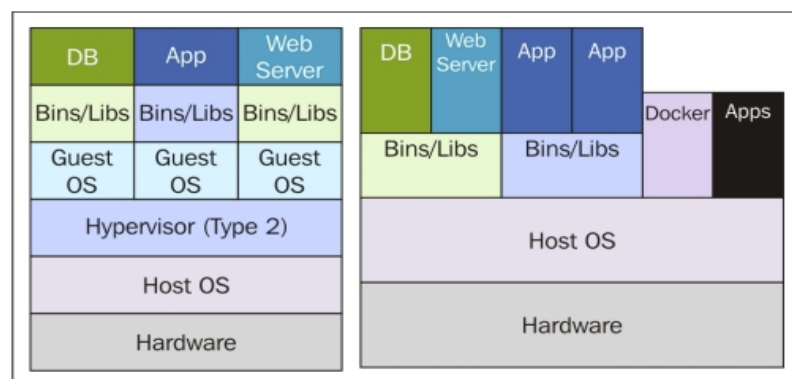 DB
App
Web
Server
Bins/Libs
Bins/Libs
Bins/Libs
Guest
OS
Guest
OS
Guest
OS
Hypervisor (Type 2)
Host OS
Hardware
DB
Web
Server
App
App
Docker
Apps
Bins/Libs
Bins/Libs
Host OS
Hardware